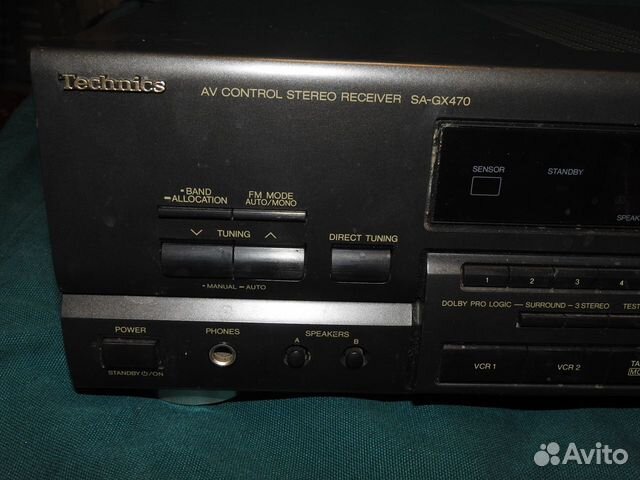 Technics
AV CONTROL STEREO RECEIVER SA-GX470
SENSOR
STANDBY
- BAND
— ALLOCATION
FM MODE
AUTO/MONO
TUNING
DIRECT TUNING
- MANUAL — AUTO
1 2 3 4
DOLBY PRO LOGIC — SURROUND - 3 STEREO
POWER
PHONES
SPEAKERS
A
B
STANDBY ⏻/ON
VCR 1
VCR 2
Avito